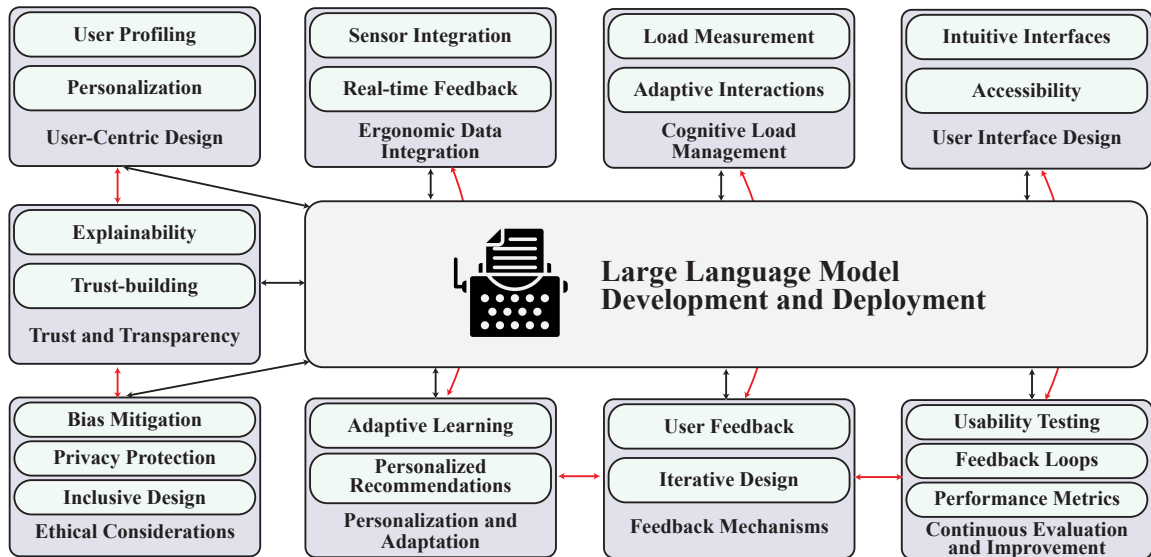 User Profiling
Personalization
User-Centric Design
Sensor Integration
Real-time Feedback
Ergonomic Data
Integration
Load Measurement
Adaptive Interactions
Cognitive Load
Management
Intuitive Interfaces
Accessibility
User Interface Design
Explainability
Trust-building
Trust and Transparency
Large Language Model
Development and Deployment
Bias Mitigation
Privacy Protection
Inclusive Design
Ethical Considerations
Adaptive Learning
Personalized
Recommendations
Personalization and
Adaptation
User Feedback
Iterative Design
Feedback Mechanisms
Usability Testing
Feedback Loops
Performance Metrics
Continuous Evaluation
and Improvement